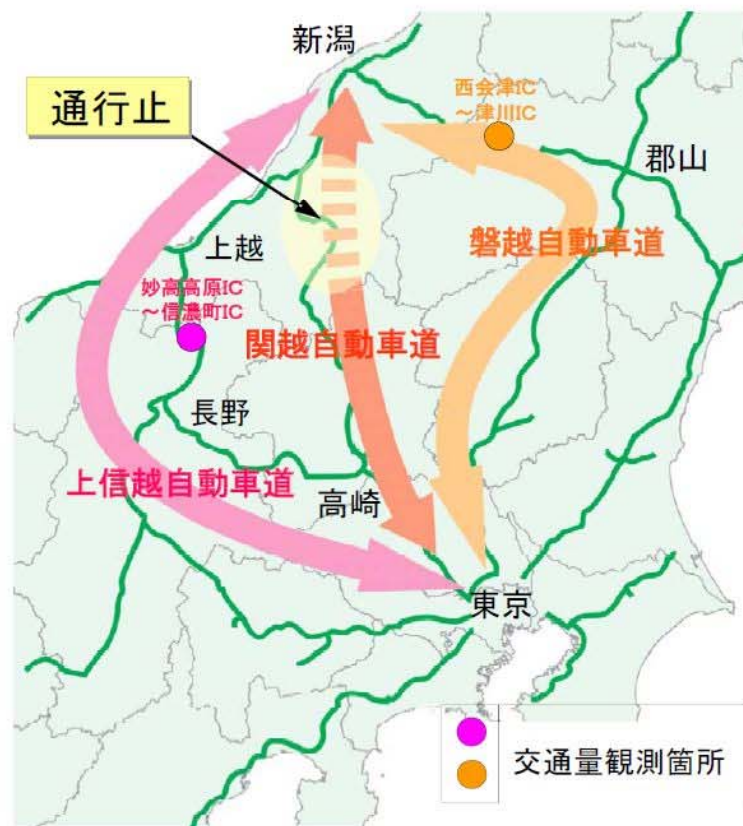 新潟
通行止
西会津IC
～津川IC
郡山
磐越自動車道
上越
妙高高原IC
～信濃町IC
関越自動車道
長野
上信越自動車道
高崎
東京
交通量観測箇所